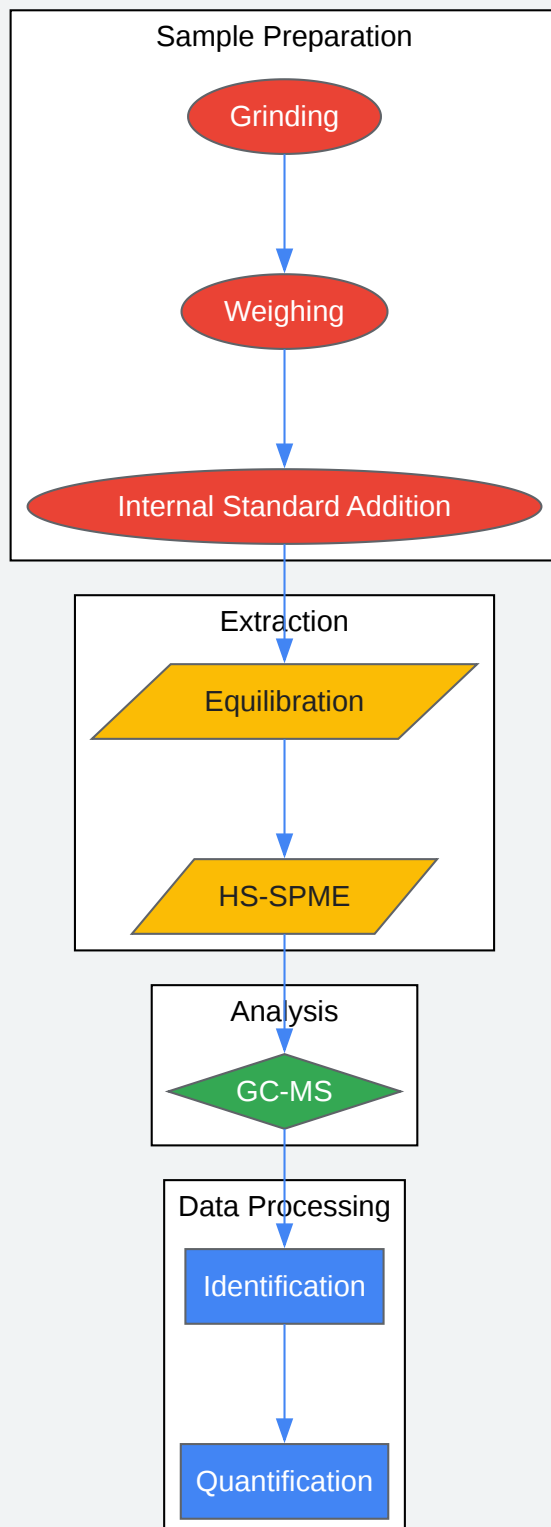 Sample Preparation
Grinding
Weighing
Internal Standard Addition
Extraction
Equilibration
HS-SPME
Analysis
GC-MS
Data Processing
Identification
Quantification